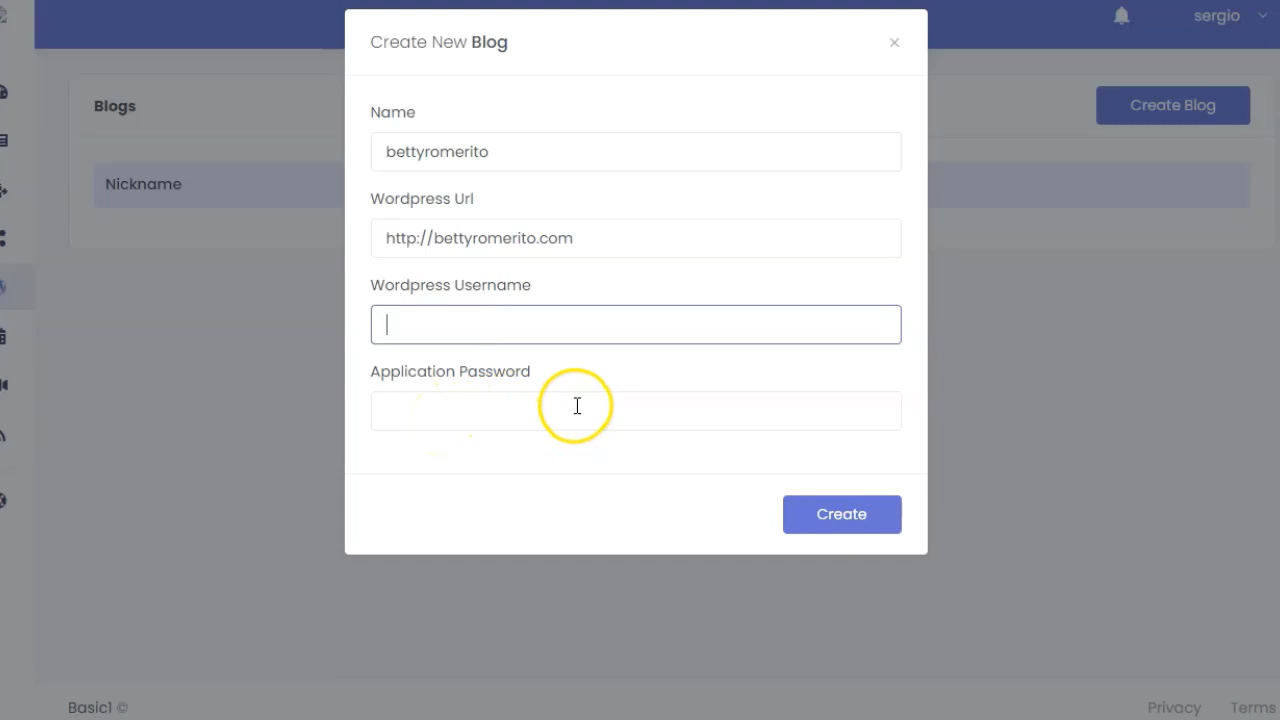 sergio
Create New Blog
Blogs
Create Blog
Name
bettyromerito
Nickname
Wordpress Url
http://bettyromerito.com
Wordpress Username
Application Password
Create
Basic1 ©
Privacy
Terms